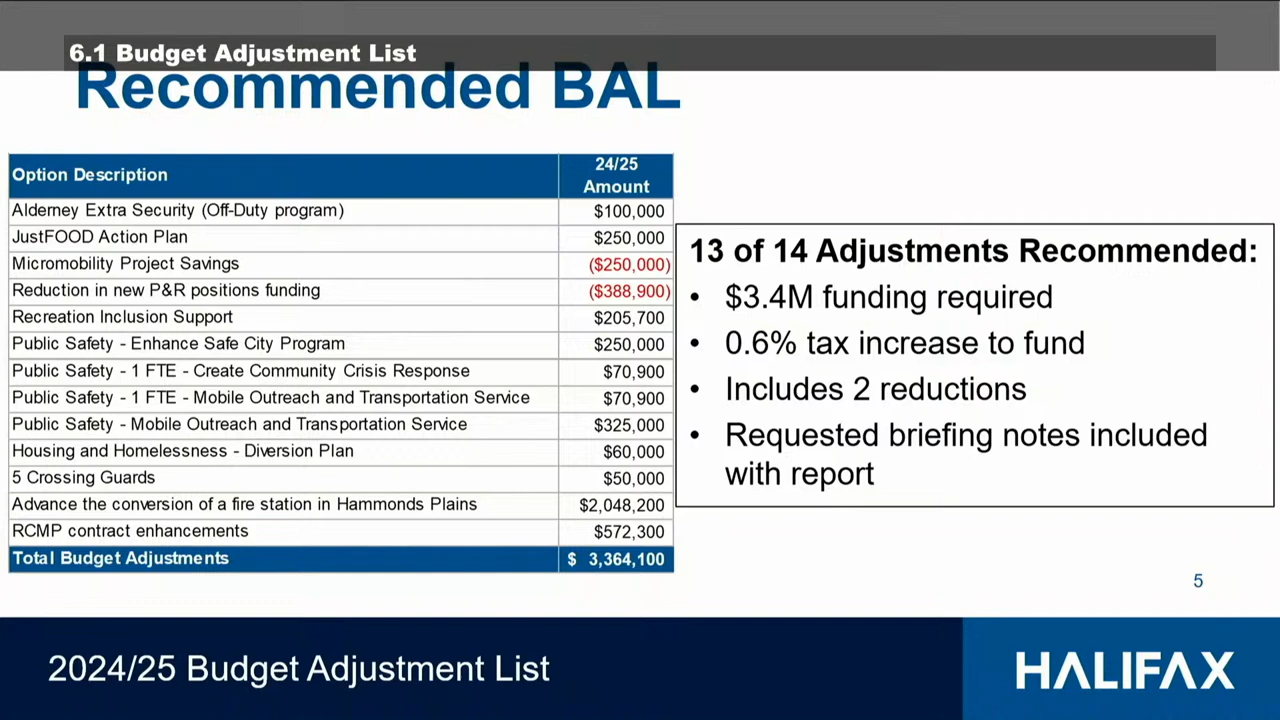 6.1 Budget Adjustment List
Recommended BAL
Option Description
24/25
Amount
Alderney Extra Security (Off-Duty program) $100,000
JustFOOD Action Plan $250,000
Micromobility Project Savings ($250,000)
Reduction in new P&R positions funding ($388,900)
Recreation Inclusion Support $205,700
Public Safety - Enhance Safe City Program $250,000
Public Safety - 1 FTE - Create Community Crisis Response $70,900
Public Safety - 1 FTE - Mobile Outreach and Transportation Service $70,900
Public Safety - Mobile Outreach and Transportation Service $325,000
Housing and Homelessness - Diversion Plan $60,000
5 Crossing Guards $50,000
Advance the conversion of a fire station in Hammonds Plains $2,048,200
RCMP contract enhancements $572,300
Total Budget Adjustments $ 3,364,100
13 of 14 Adjustments Recommended:
• $3.4M funding required
• 0.6% tax increase to fund
• Includes 2 reductions
• Requested briefing notes included
with report
5
2024/25 Budget Adjustment List
HALIFAX